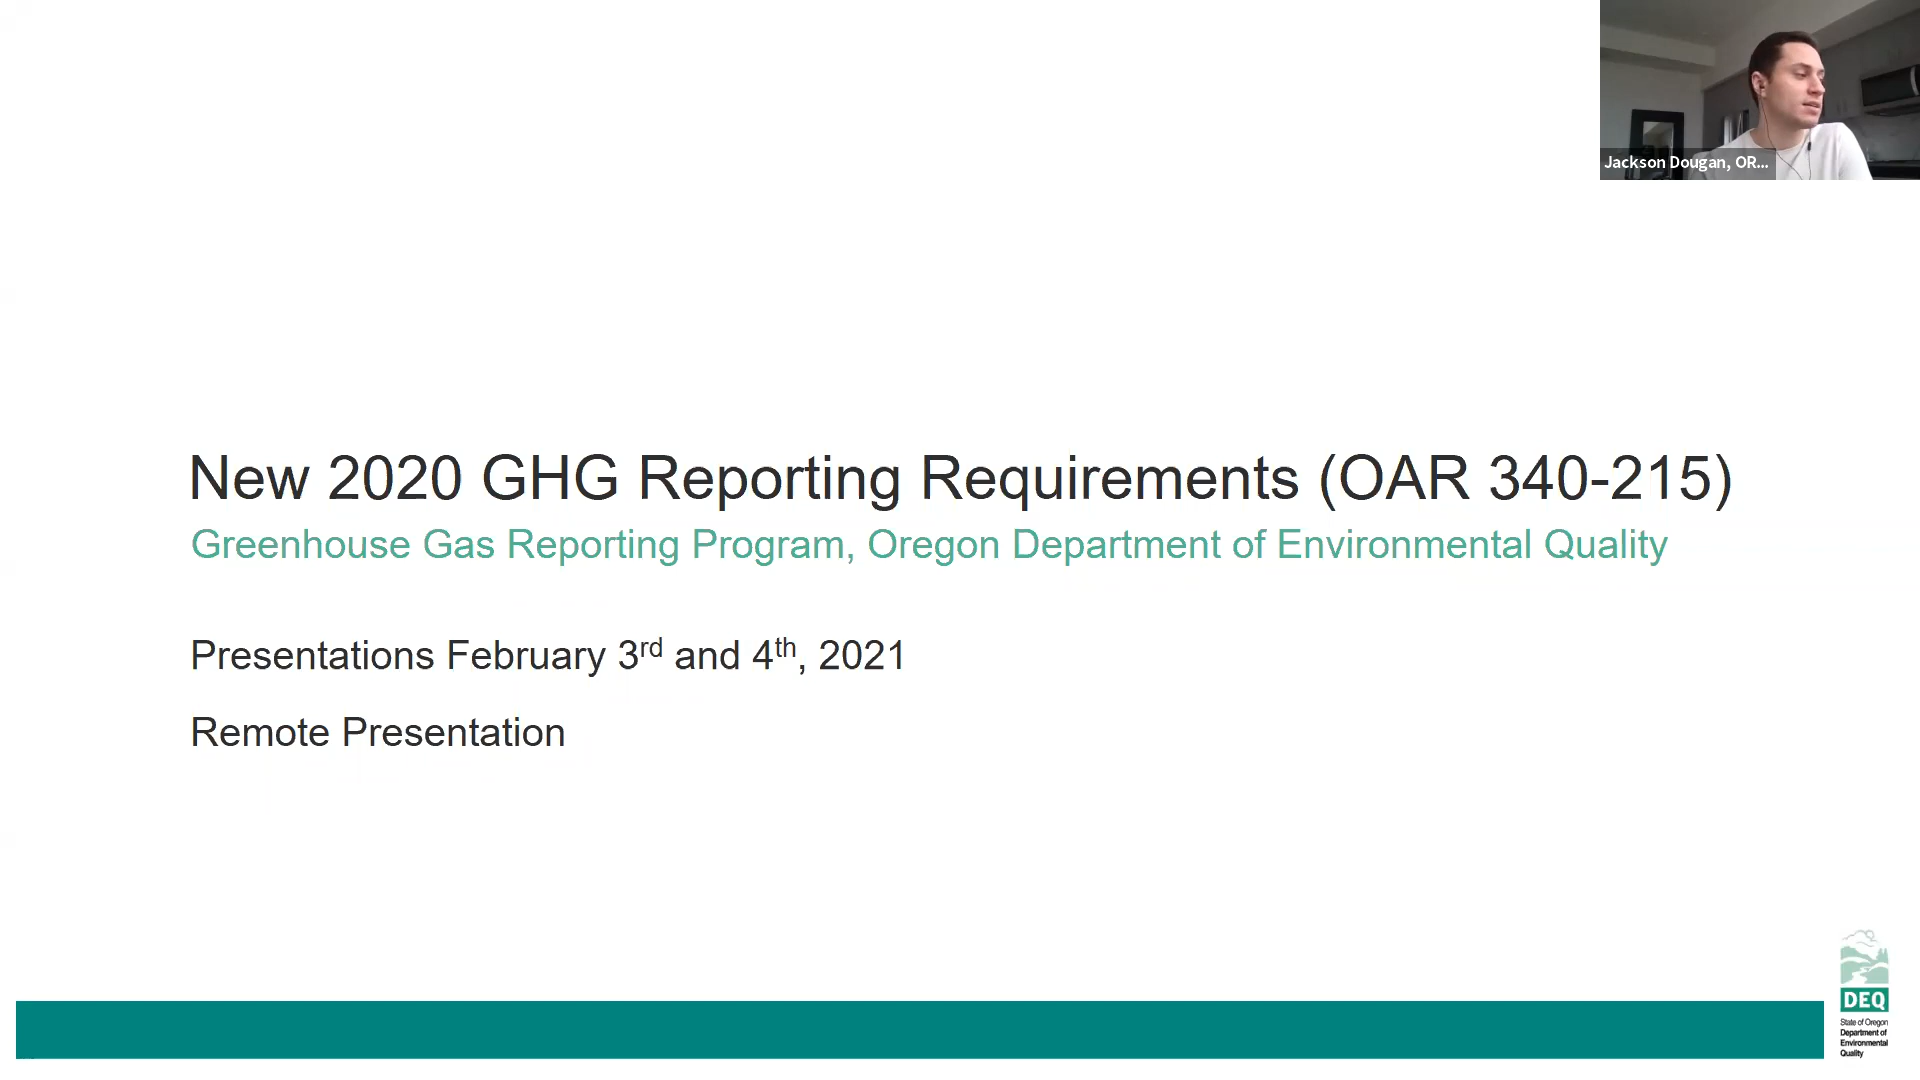 Jackson Dougan, OR...
New 2020 GHG Reporting Requirements (OAR 340-215)
Greenhouse Gas Reporting Program, Oregon Department of Environmental Quality
Presentations February 3rd and 4th, 2021
Remote Presentation
DEQ
State of Oregon
Department of
Environmental
Quality